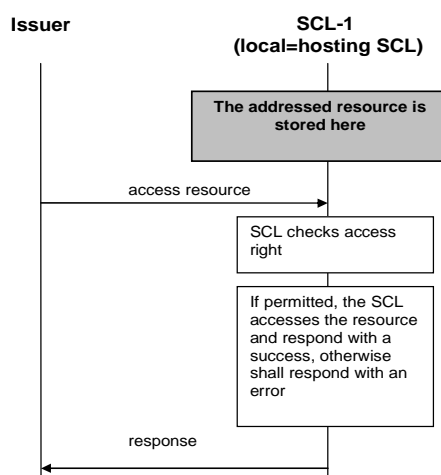 Issuer
SCL-1
(local=hosting SCL)
The addressed resource is
stored here
access resource
SCL checks access
right
If permitted, the SCL
accesses the resource
and respond with a
success, otherwise
shall respond with an
error
response